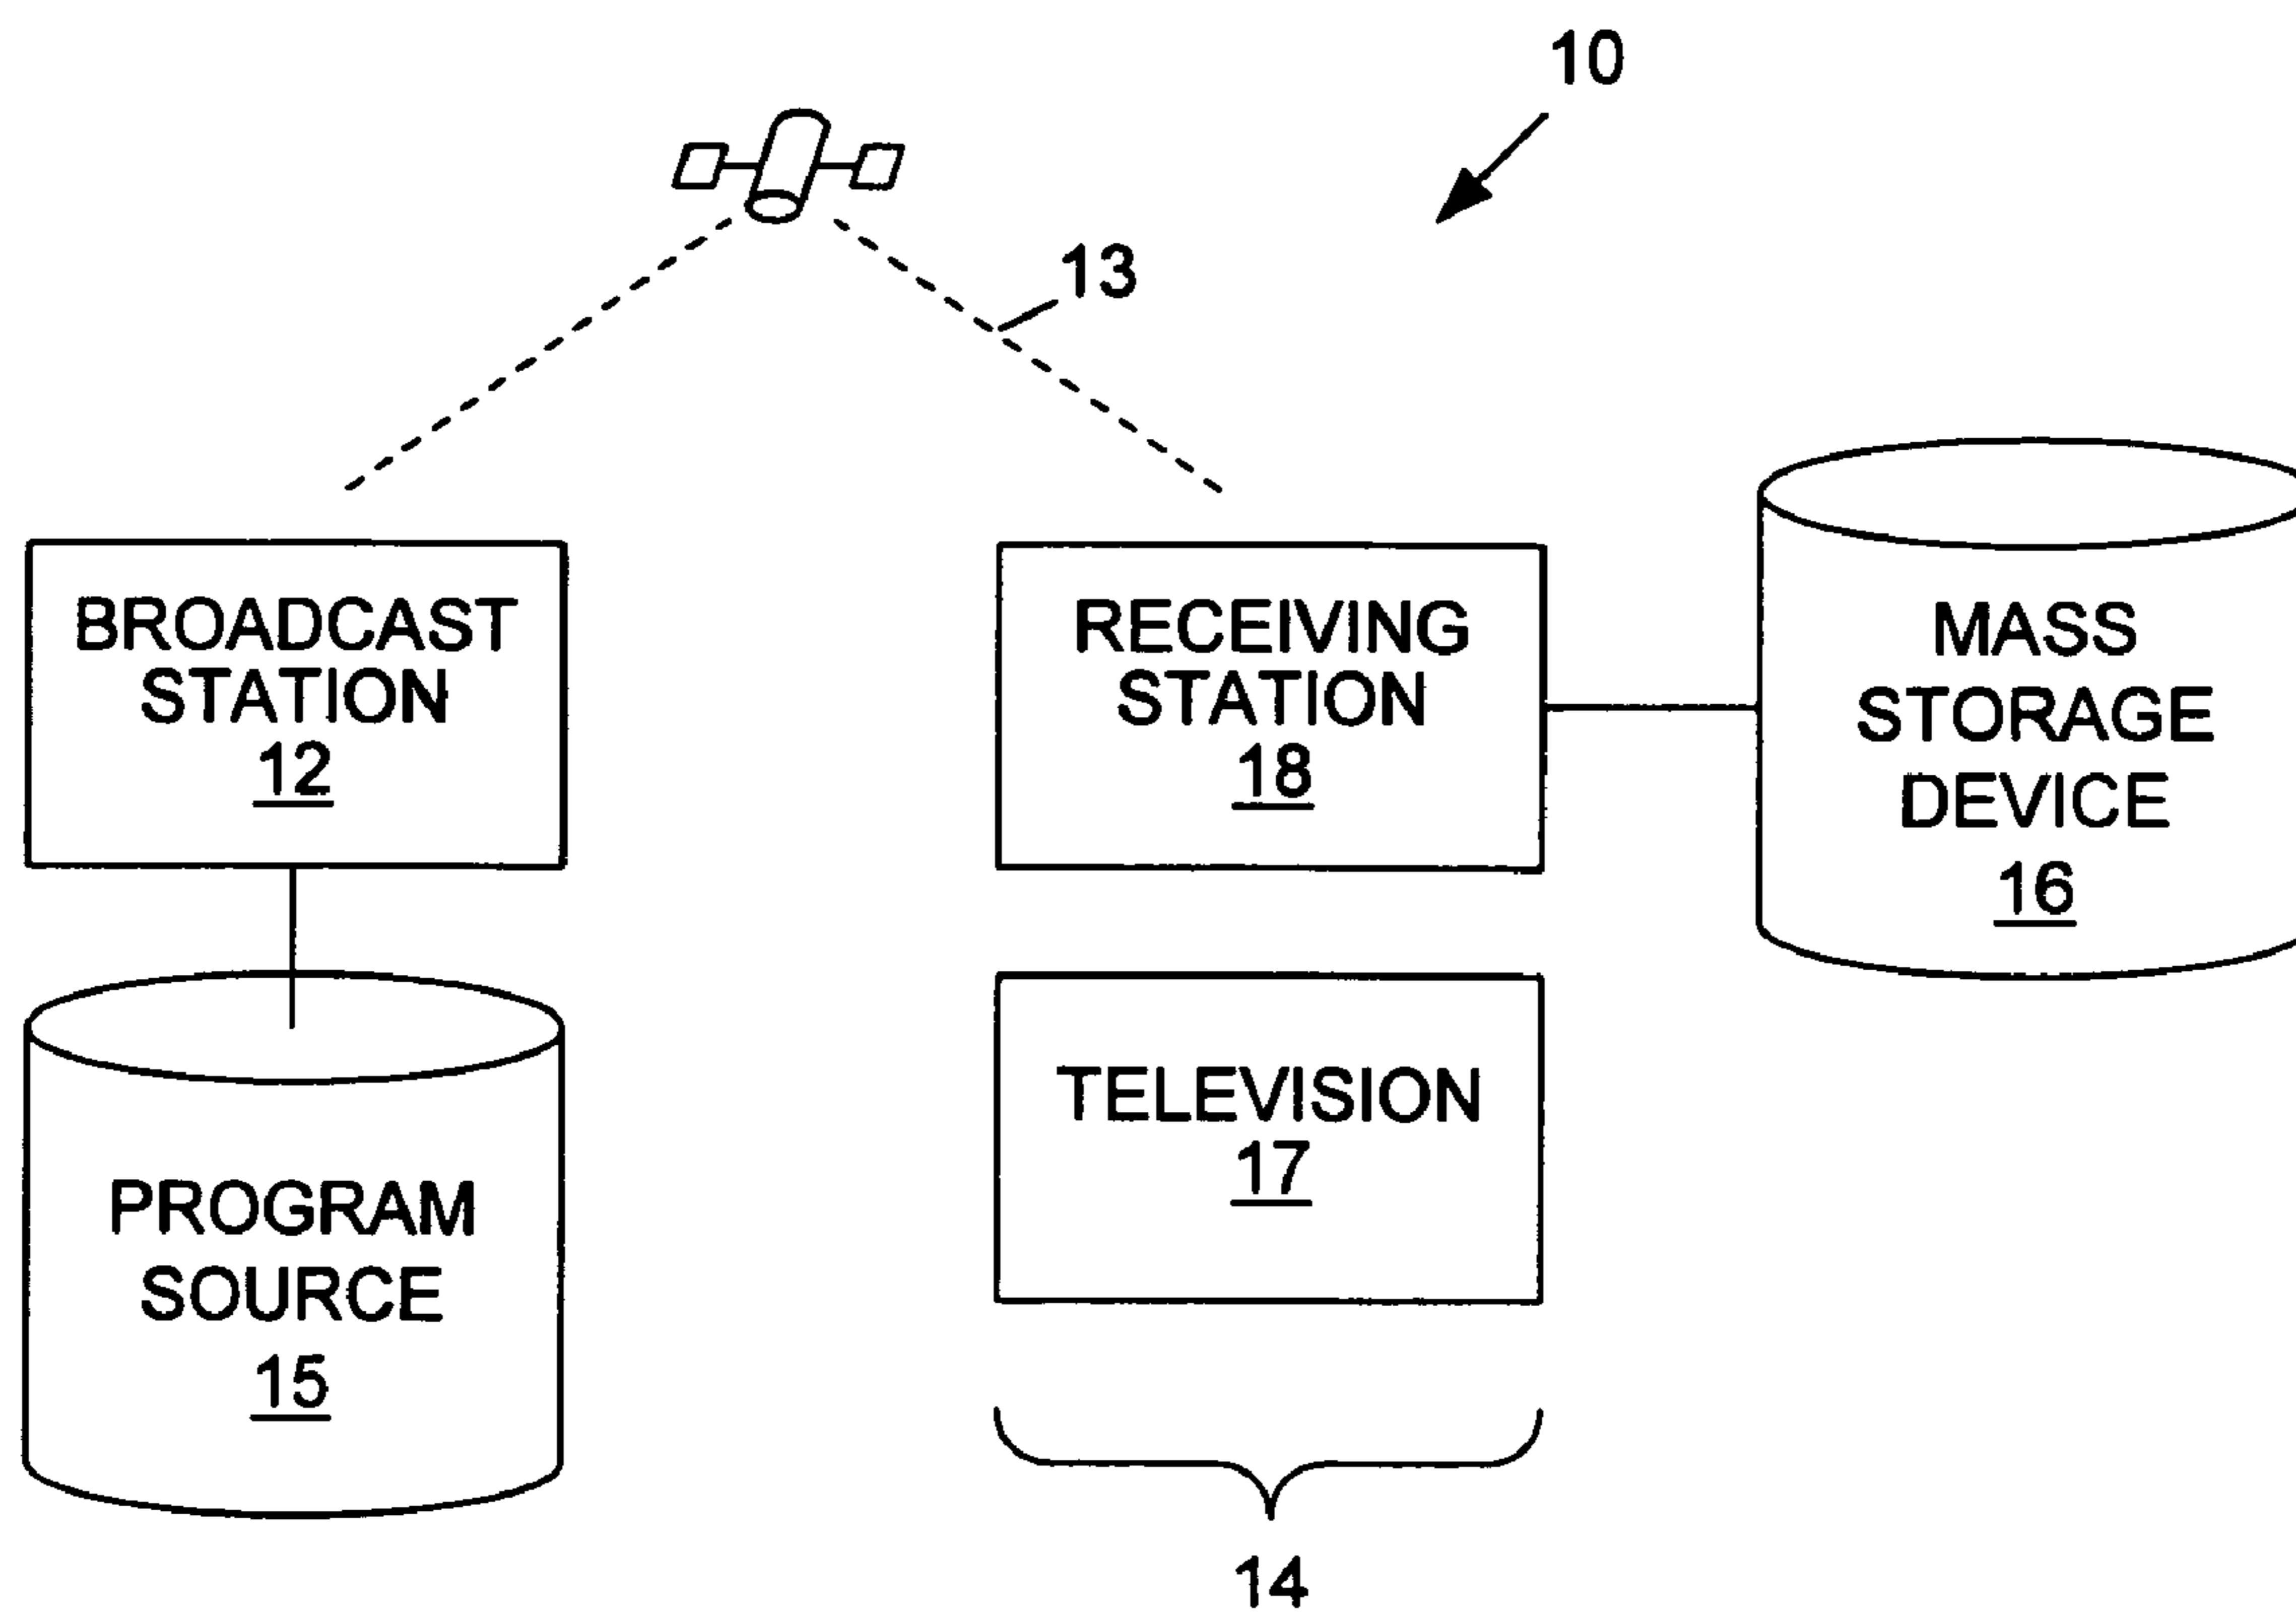 10
13
BROADCAST
STATION
12
RECEIVING
STATION
18
MASS
STORAGE
DEVICE
16
PROGRAM
SOURCE
15
TELEVISION
17
14